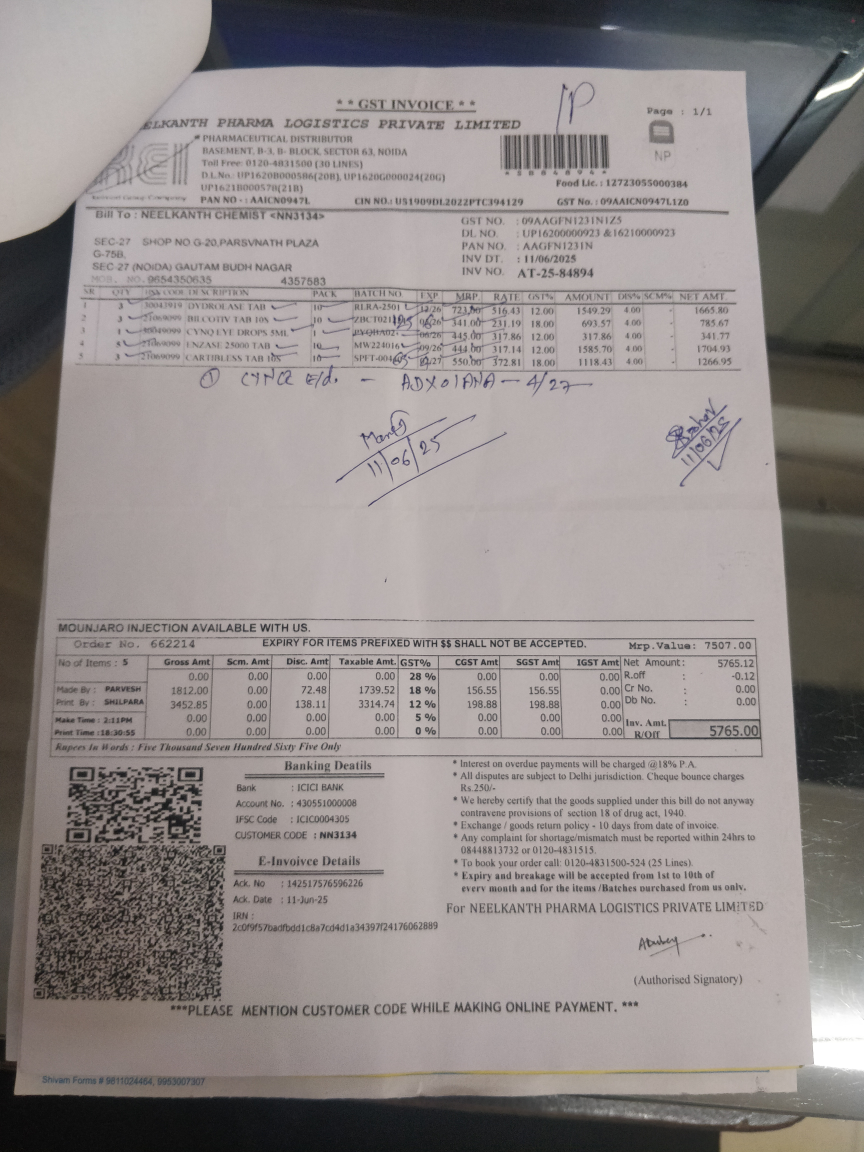 ** GST INVOICE **
IP
Page : 1/1
ELKANTH PHARMA LOGISTICS PRIVATE LIMITED
NP
PHARMACEUTICAL DISTRIBUTOR
BASEMENT, B-3, B- BLOCK, SECTOR 63, NOIDA
Toll Free: 0120-4831500 (30 LINES)
D.L.No.: UP1620B000586(20B), UP1620G000024(20G)
UP1621B000570(21B)
*584894*
Food Lic. : 12723055000384
PAN NO - : AAICN0947L
CIN NO.: U51909DL2022PTC394129
GST No. : 09AAICN0947L1Z0
Bill To : NEELKANTH CHEMIST <NN3134>
SEC-27 SHOP NO G-20,PARSVNATH PLAZA
G-75B,
SEC-27 (NOIDA) GAUTAM BUDH NAGAR
MOB. NO. 9654350635 4357583
GST NO. : 09AAGFN1231N1Z5
DL NO. : UP16200000923 &16210000923
PAN NO. : AAGFN1231N
INV DT. : 11/06/2025
INV NO. AT-25-84894
SR QTY HSN CODE DESCRIPTION PACK BATCH NO EXP MRP RATE GST% AMOUNT DIS% SCM% NET AMT.
1 3 30043919 DYDROLASE TAB 10 RLRA-2501 12/26 723.00 516.43 12.00 1549.29 4.00 - 1665.80
2 3 21069099 BILCOTIV TAB 10S 10 341.00 231.19 18.00 693.57 4.00 - 785.67
3 1 30049099 CYNQ EYE DROPS 5ML 1 445.00 317.86 12.00 317.86 4.00 - 341.77
4 5 21069099 ENZASE 25000 TAB 10 MW224016 09/26 444.00 317.14 12.00 1585.70 4.00 - 1704.93
5 3 21069099 CARTIBLESS TAB 10S 10 550.00 372.81 18.00 1118.43 4.00 - 1266.95
① CYNQ E/d. - ADX01ANA - 4/27
11/06/25
11/06/25
MOUNJARO INJECTION AVAILABLE WITH US.
Order No. 662214 EXPIRY FOR ITEMS PREFIXED WITH $$ SHALL NOT BE ACCEPTED. Mrp.Value: 7507.00
No of Items : 5 Gross Amt Scm. Amt Disc. Amt Taxable Amt. GST% CGST Amt SGST Amt IGST Amt Net Amount: 5765.12
0.00 0.00 0.00 0.00 28 % 0.00 0.00 0.00 R.off : -0.12
Made By : PARVESH 1812.00 0.00 72.48 1739.52 18 % 156.55 156.55 0.00 Cr No. : 0.00
Print By : SHILPARA 3452.85 0.00 138.11 3314.74 12 % 198.88 198.88 0.00 Db No. : 0.00
Make Time : 2:11PM 0.00 0.00 0.00 0.00 5 % 0.00 0.00 0.00
Print Time :18:30:55 0.00 0.00 0.00 0.00 0 % 0.00 0.00 0.00 Inv. Amt. R/Off 5765.00
Rupees In Words : Five Thousand Seven Hundred Sixty Five Only
Banking Deatils
Bank : ICICI BANK
Account No. : 430551000008
IFSC Code : ICIC0004305
CUSTOMER CODE : NN3134
E-Invoivce Details
Ack. No : 142517576596226
Ack. Date : 11-Jun-25
IRN :
* Interest on overdue payments will be charged @18% P.A.
* All disputes are subject to Delhi jurisdiction. Cheque bounce charges
Rs.250/-
* We hereby certify that the goods supplied under this bill do not anyway
contravene provisions of section 18 of drug act, 1940.
* Exchange / goods return policy - 10 days from date of invoice.
* Any complaint for shortage/mismatch must be reported within 24hrs to
08448813732 or 0120-4831515.
* To book your order call: 0120-4831500-524 (25 Lines).
* Expiry and breakage will be accepted from 1st to 10th of
every month and for the items /Batches purchased from us only.
For NEELKANTH PHARMA LOGISTICS PRIVATE LIMITED
(Authorised Signatory)
***PLEASE MENTION CUSTOMER CODE WHILE MAKING ONLINE PAYMENT. ***
Shivam Forms # 9811024464, 9953007307